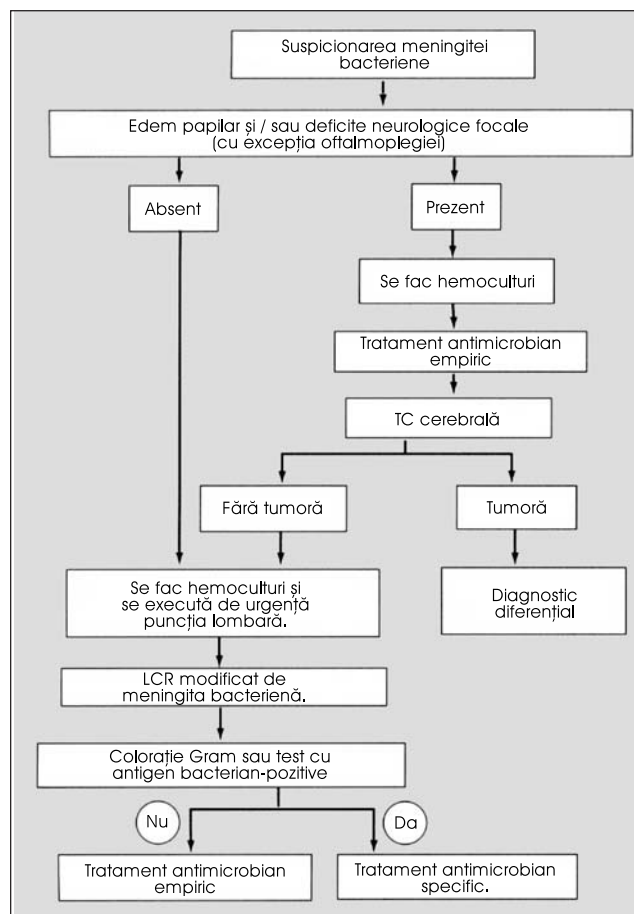 Suspicionarea meningitei
bacteriene
Edem papilar și / sau deficite neurologice focale
(cu excepția oftalmoplegiei)
Absent
Prezent
Se fac hemoculturi
Tratament antimicrobian
empiric
TC cerebrală
Fără tumoră
Tumoră
Se fac hemoculturi și
se execută de urgență
puncția lombară.
Diagnostic
diferențial
LCR modificat de
meningita bacterienă.
Colorație Gram sau test cu
antigen bacterian-pozitive
Nu
Da
Tratament antimicrobian
empiric
Tratament antimicrobian
specific.